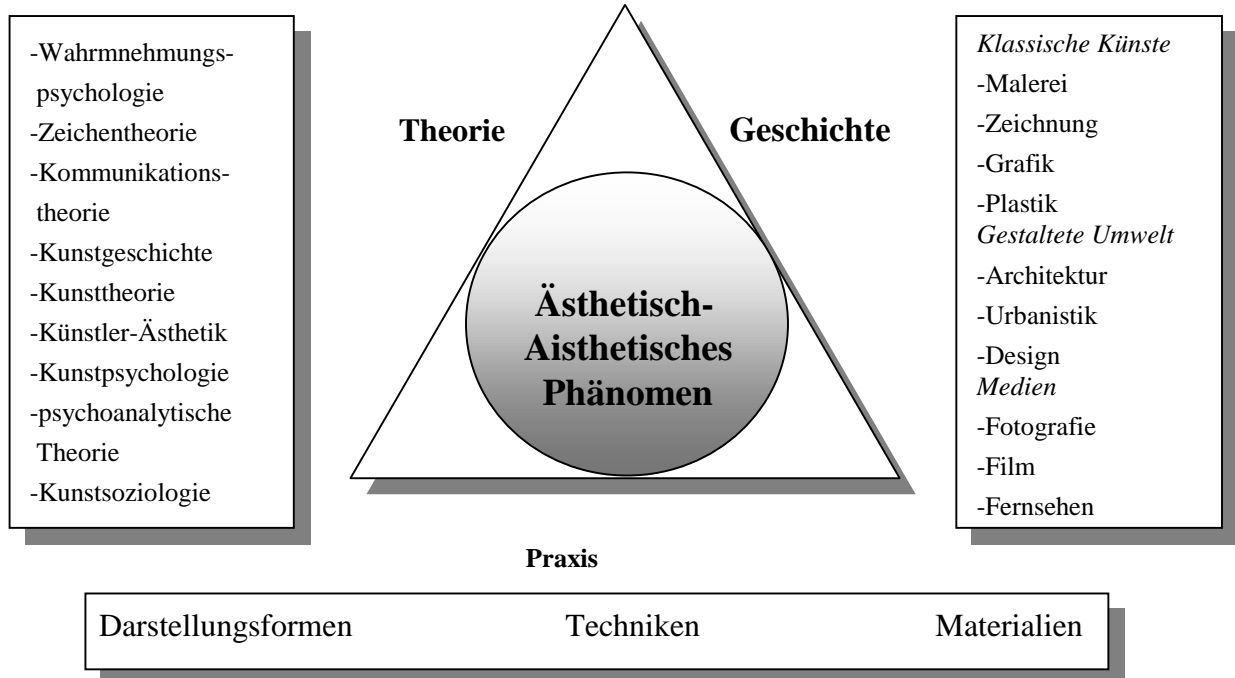 -Wahrmnehmungs-
psychologie
-Zeichentheorie
-Kommunikations-
theorie
-Kunstgeschichte
-Kunsttheorie
-Künstler-Ästhetik
-Kunstpsychologie
-psychoanalytische
Theorie
-Kunstsoziologie
Theorie
Geschichte
Ästhetisch-
Aisthetisches
Phänomen
Klassische Künste
-Malerei
-Zeichnung
-Grafik
-Plastik
Gestaltete Umwelt
-Architektur
-Urbanistik
-Design
Medien
-Fotografie
-Film
-Fernsehen
Praxis
Darstellungsformen Techniken Materialien